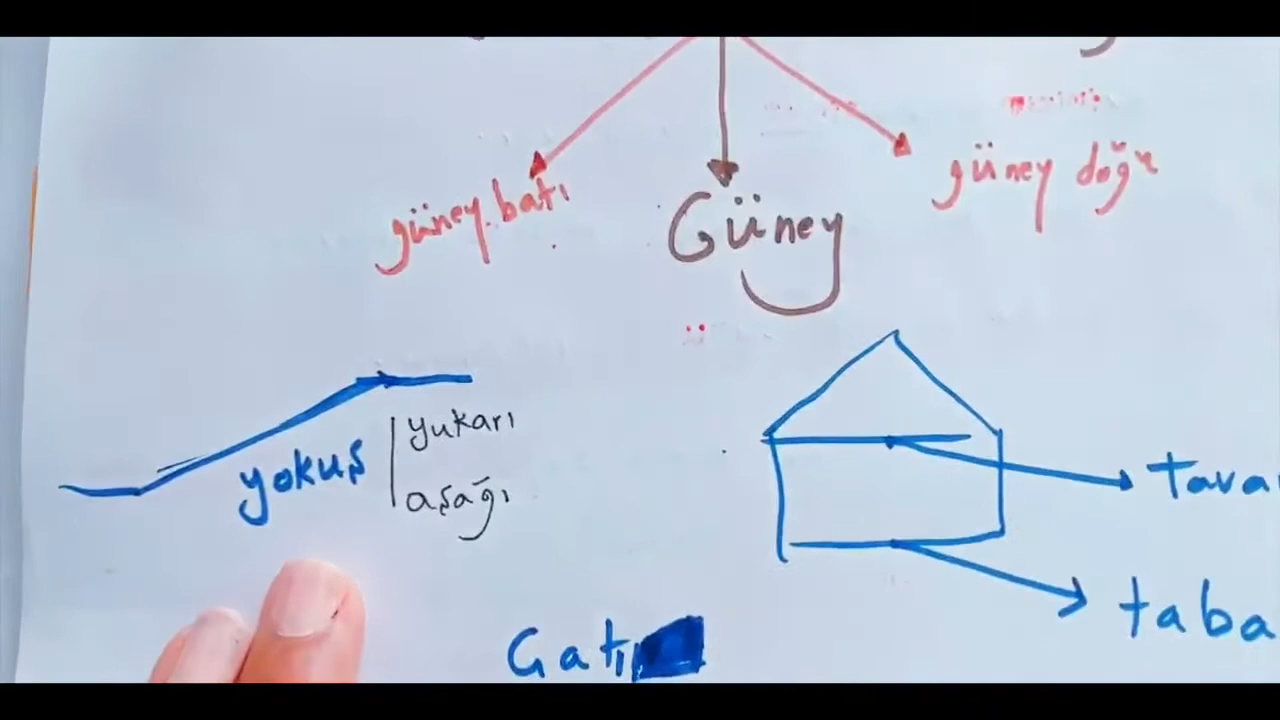 güney batı
Güney
güney doğu
yokuş
yukarı
aşağı
Tava
taba
Gatı